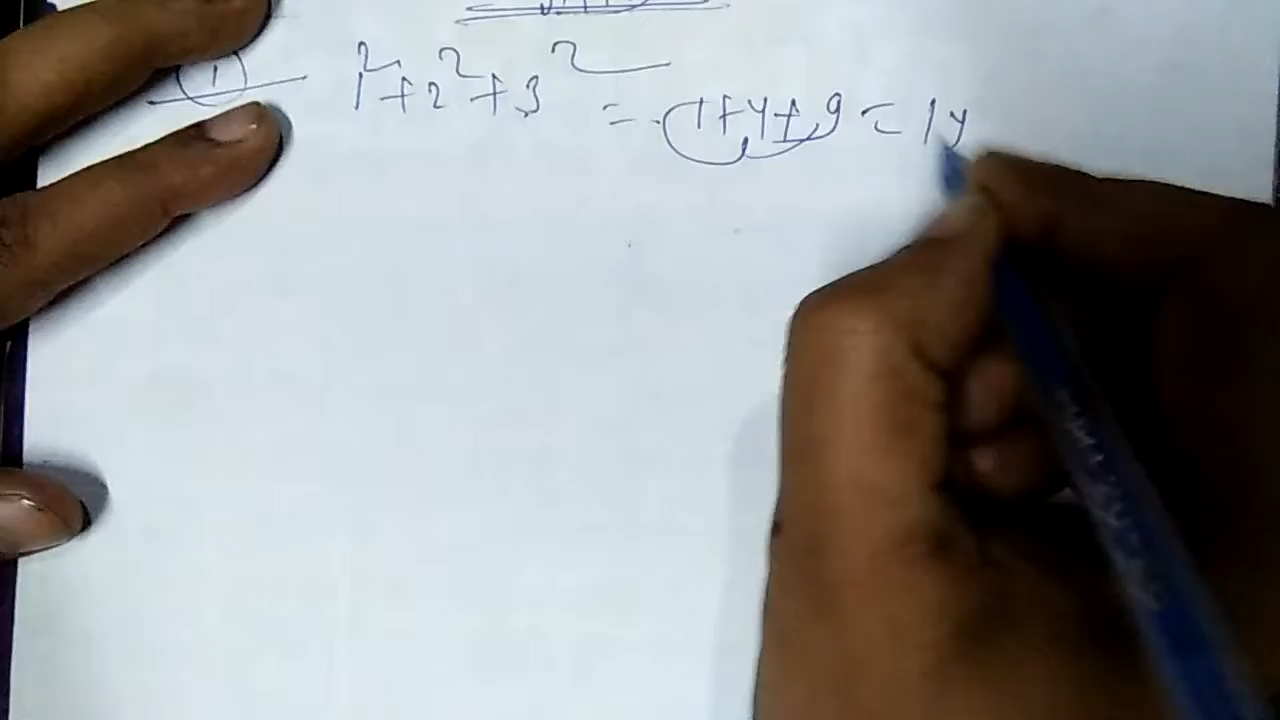 ① 1²+2²+3² = 1+4+9 = 14